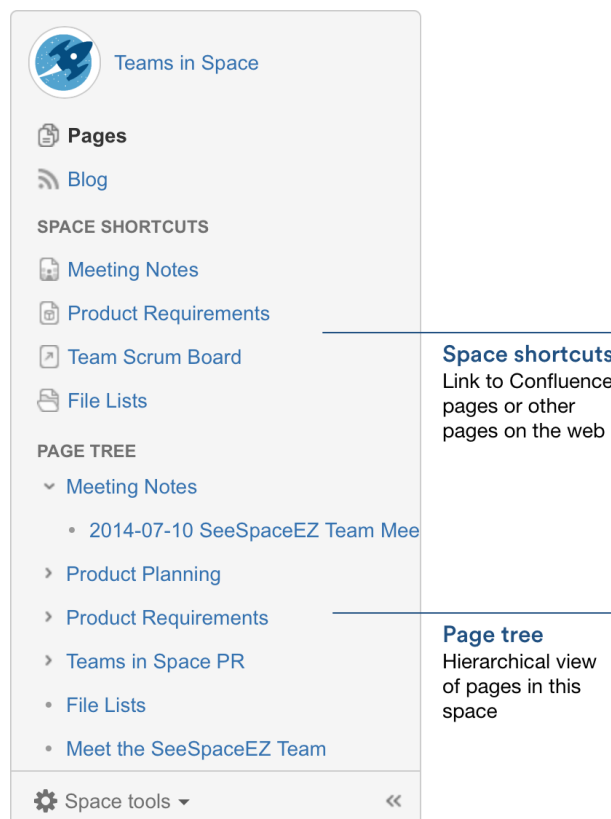 Teams in Space
Pages
Blog
SPACE SHORTCUTS
Meeting Notes
Product Requirements
Team Scrum Board
File Lists
Space shortcuts
Link to Confluence
pages or other
pages on the web
PAGE TREE
Meeting Notes
2014-07-10 SeeSpaceEZ Team Mee
Product Planning
Product Requirements
Teams in Space PR
File Lists
Meet the SeeSpaceEZ Team
Page tree
Hierarchical view
of pages in this
space
Space tools